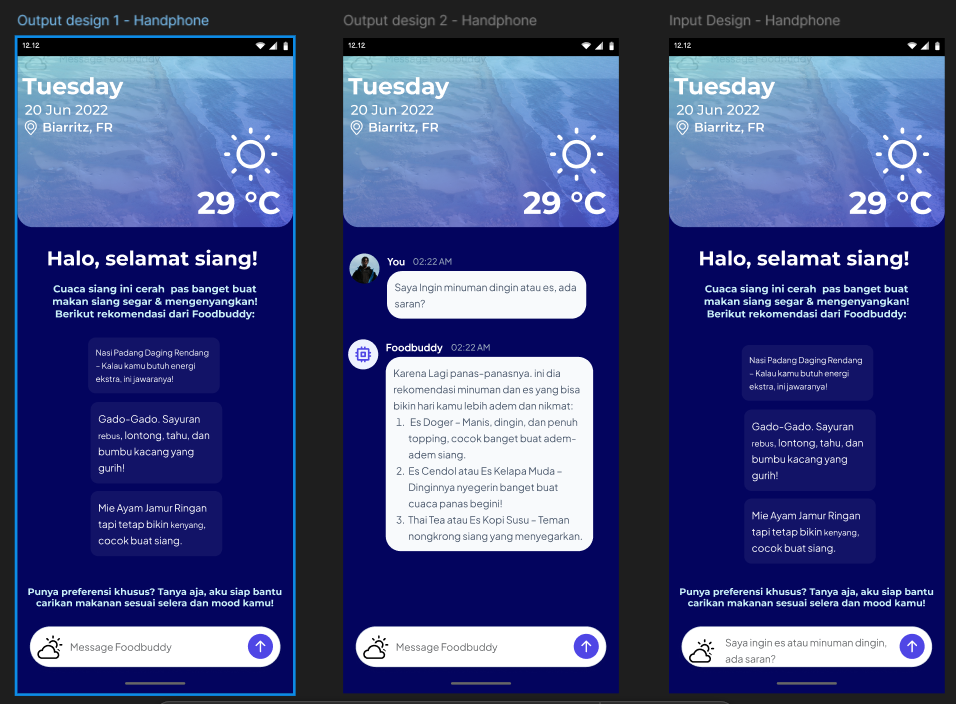 Output design 1 - Handphone
12.12
Tuesday
20 Jun 2022
Biarritz, FR
29 °C
Halo, selamat siang!
Cuaca siang ini cerah  pas banget buat
makan siang segar & mengenyangkan!
Berikut rekomendasi dari Foodbuddy:
Nasi Padang Daging Rendang
– Kalau kamu butuh energi
ekstra, ini jawaranya!
Gado-Gado. Sayuran
rebus, lontong, tahu, dan
bumbu kacang yang
gurih!
Mie Ayam Jamur Ringan
tapi tetap bikin kenyang,
cocok buat siang.
Punya preferensi khusus? Tanya aja, aku siap bantu
carikan makanan sesuai selera dan mood kamu!
Message Foodbuddy
Output design 2 - Handphone
12.12
Tuesday
20 Jun 2022
Biarritz, FR
29 °C
You 02:22 AM
Saya Ingin minuman dingin atau es, ada
saran?
Foodbuddy 02:22 AM
Karena Lagi panas-panasnya. ini dia
rekomendasi minuman dan es yang bisa
bikin hari kamu lebih adem dan nikmat:
1. Es Doger – Manis, dingin, dan penuh
topping, cocok banget buat adem-
adem siang.
2. Es Cendol atau Es Kelapa Muda –
Dinginnya nyegerin banget buat
cuaca panas begini!
3. Thai Tea atau Es Kopi Susu – Teman
nongkrong siang yang menyegarkan.
Message Foodbuddy
Input Design - Handphone
12.12
Tuesday
20 Jun 2022
Biarritz, FR
29 °C
Halo, selamat siang!
Cuaca siang ini cerah  pas banget buat
makan siang segar & mengenyangkan!
Berikut rekomendasi dari Foodbuddy:
Nasi Padang Daging Rendang
– Kalau kamu butuh energi
ekstra, ini jawaranya!
Gado-Gado. Sayuran
rebus, lontong, tahu, dan
bumbu kacang yang
gurih!
Mie Ayam Jamur Ringan
tapi tetap bikin kenyang,
cocok buat siang.
Punya preferensi khusus? Tanya aja, aku siap bantu
carikan makanan sesuai selera dan mood kamu!
Saya ingin es atau minuman dingin,
ada saran?